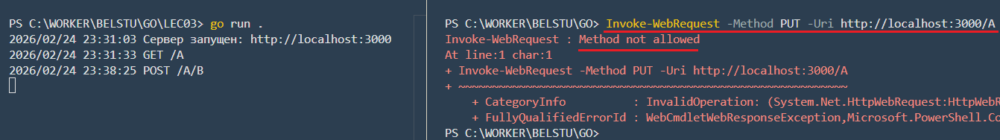 PS C:\WORKER\BELSTU\GO\LEC03> go run .
2026/02/24 23:31:03 Сервер запущен: http://localhost:3000
2026/02/24 23:31:33 GET /A
2026/02/24 23:38:25 POST /A/B
PS C:\WORKER\BELSTU\GO> Invoke-WebRequest -Method PUT -Uri http://localhost:3000/A
Invoke-WebRequest : Method not allowed
At line:1 char:1
+ Invoke-WebRequest -Method PUT -Uri http://localhost:3000/A
+ ~~~~~~~~~~~~~~~~~~~~~~~~~~~~~~~~~~~~~~~~~~~~~~~~~~~~~~~~~~
+ CategoryInfo : InvalidOperation: (System.Net.HttpWebRequest:HttpWebR
+ FullyQualifiedErrorId : WebCmdletWebResponseException,Microsoft.PowerShell.Co
PS C:\WORKER\BELSTU\GO>